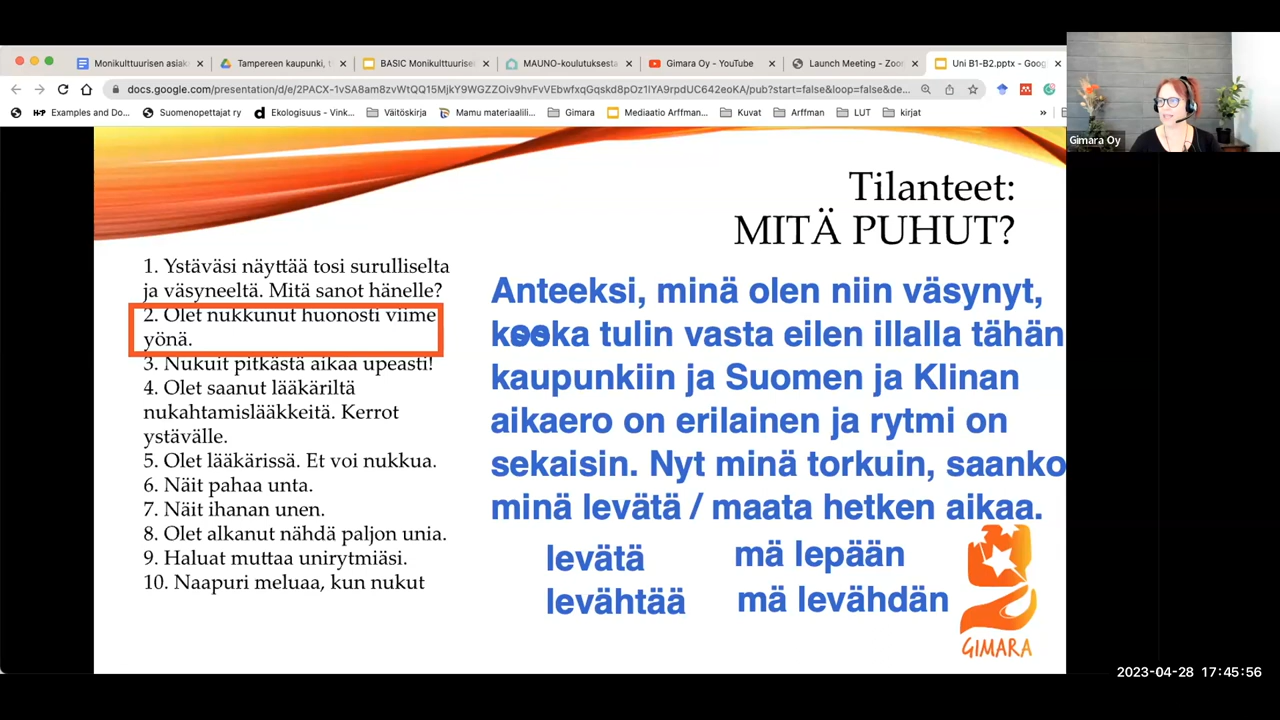 Monikulttuurisen asiak
Tampereen kaupunki, t
BASIC Monikulttuurise
MAUNO-koulutuksesta
Gimara Oy - YouTube
Launch Meeting - Zoo
Uni B1-B2.pptx - Goog
docs.google.com/presentation/d/e/2PACX-1vSA8am8zvWtQQ15MjkY9WGZZOiv9hvFvVEbwfxqGqskd8pOz1IYA9rpdUC642eoKA/pub?start=false&loop=false&de...
Examples and Do...
Suomenopettajat ry
Ekologisuus - Vink...
Väitöskirja
Mamu materiaalili...
Gimara
Mediaatio Arffman...
Kuvat
Arffman
LUT
kirjat
»
Gimara Oy
Tilanteet:
MITÄ PUHUT?
1. Ystäväsi näyttää tosi surulliselta
ja väsyneeltä. Mitä sanot hänelle?
2. Olet nukkunut huonosti viime
yönä.
3. Nukuit pitkästä aikaa upeasti!
4. Olet saanut lääkäriltä
nukahtamislääkkeitä. Kerrot
ystävälle.
5. Olet lääkärissä. Et voi nukkua.
6. Näit pahaa unta.
7. Näit ihanan unen.
8. Olet alkanut nähdä paljon unia.
9. Haluat muttaa unirytmiäsi.
10. Naapuri meluaa, kun nukut
Anteeksi, minä olen niin väsynyt,
tulin vasta eilen illalla tähän
kaupunkiin ja Suomen ja Klinan
aikaero on erilainen ja rytmi on
sekaisin. Nyt minä torkuin, saanko
minä levätä / maata hetken aikaa.
levätä mä lepään
levähtää mä levähdän
GIMARA
2023-04-28 17:45:56